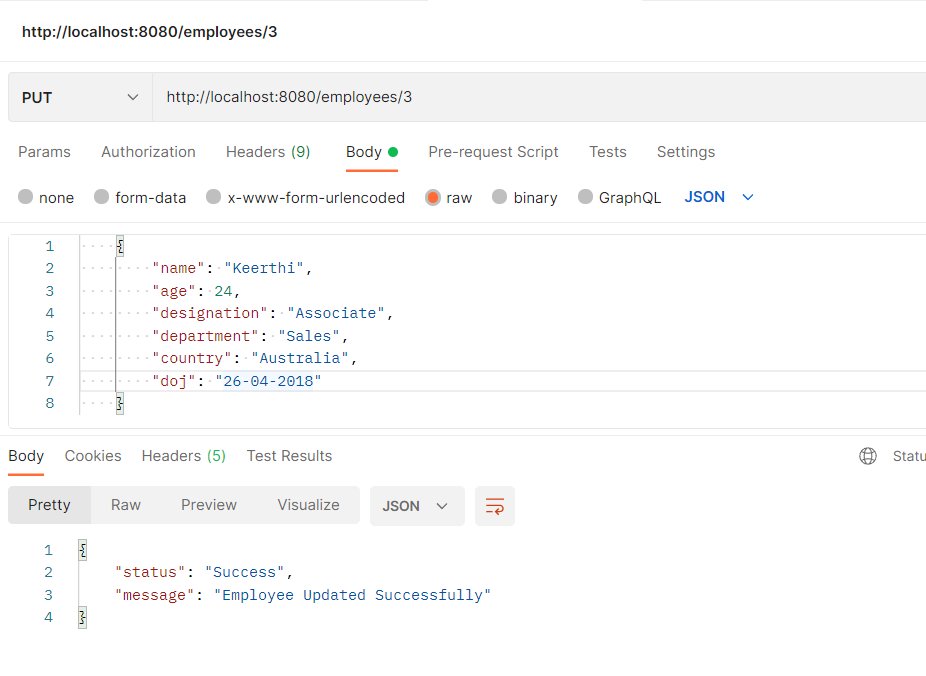 http://localhost:8080/employees/3
PUT http://localhost:8080/employees/3
Params Authorization Headers (9) Body Pre-request Script Tests Settings
none form-data x-www-form-urlencoded raw binary GraphQL JSON
1 {
2 "name": "Keerthi",
3 "age": 24,
4 "designation": "Associate",
5 "department": "Sales",
6 "country": "Australia",
7 "doj": "26-04-2018"
8 }
Body Cookies Headers (5) Test Results Statu
Pretty Raw Preview Visualize JSON
1 {
2 "status": "Success",
3 "message": "Employee Updated Successfully"
4 }